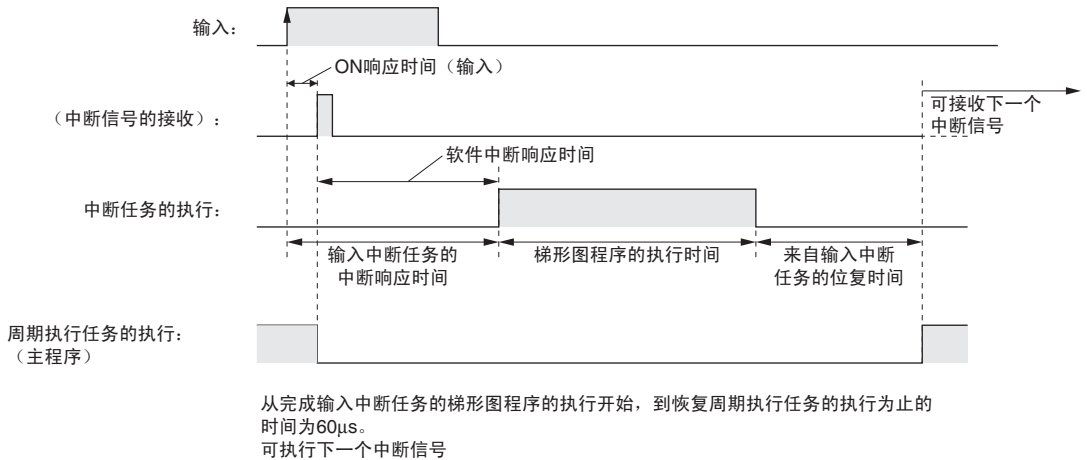 输入：
ON响应时间（输入）
（中断信号的接收）：
可接收下一个
中断信号
软件中断响应时间
中断任务的执行：
输入中断任务的
中断响应时间
梯形图程序的执行时间
来自输入中断
任务的位复时间
周期执行任务的执行：
（主程序）
从完成输入中断任务的梯形图程序的执行开始，到恢复周期执行任务的执行为止的
时间为60μs。
可执行下一个中断信号